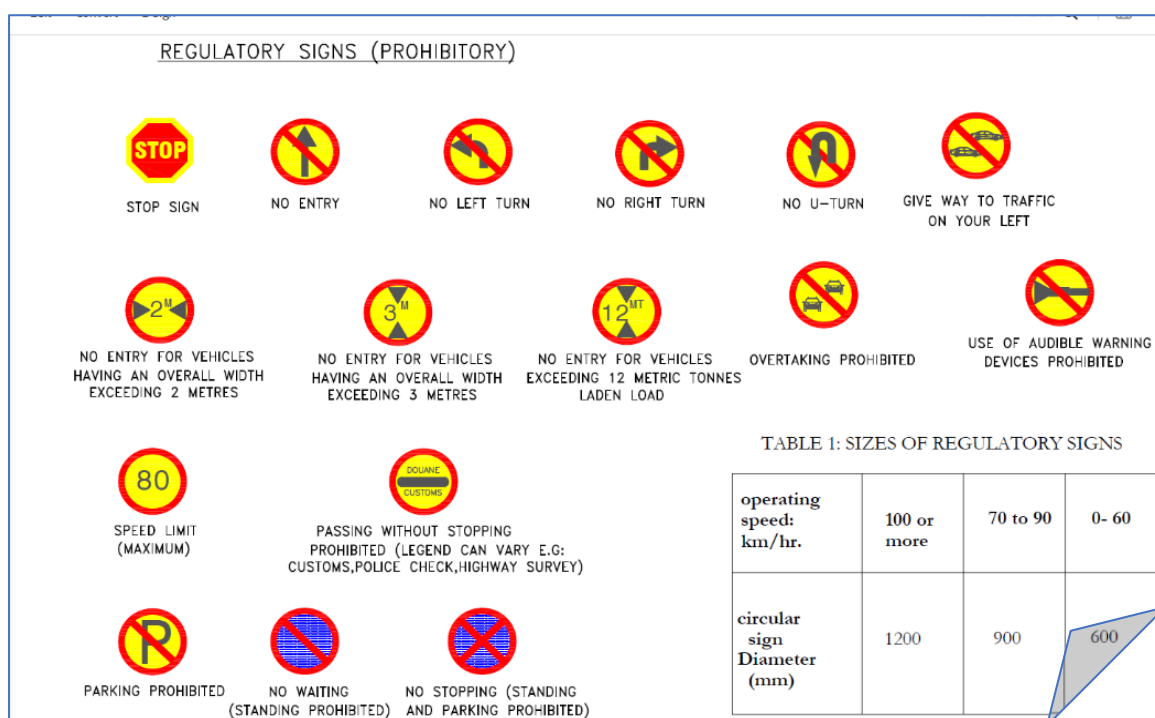 REGULATORY SIGNS (PROHIBITORY)
STOP
STOP SIGN
NO ENTRY
NO LEFT TURN
NO RIGHT TURN
NO U-TURN
GIVE WAY TO TRAFFIC
ON YOUR LEFT
2M
NO ENTRY FOR VEHICLES
HAVING AN OVERALL WIDTH
EXCEEDING 2 METRES
3M
NO ENTRY FOR VEHICLES
HAVING AN OVERALL WIDTH
EXCEEDING 3 METRES
12MT
NO ENTRY FOR VEHICLES
EXCEEDING 12 METRIC TONNES
LADEN LOAD
OVERTAKING PROHIBITED
USE OF AUDIBLE WARNING
DEVICES PROHIBITED
80
SPEED LIMIT
(MAXIMUM)
DOUANE
CUSTOMS
PASSING WITHOUT STOPPING
PROHIBITED (LEGEND CAN VARY E.G:
CUSTOMS,POLICE CHECK,HIGHWAY SURVEY)
P
PARKING PROHIBITED
NO WAITING
(STANDING PROHIBITED)
NO STOPPING (STANDING
AND PARKING PROHIBITED)
TABLE 1: SIZES OF REGULATORY SIGNS
operating speed: km/hr.
100 or more
70 to 90
0- 60
circular sign Diameter (mm)
1200
900
600